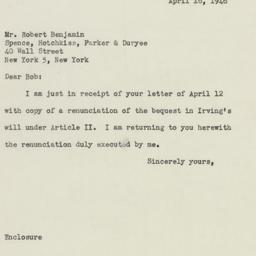 April 16, 1946
Mr. Robert Benjamin
Spence, Hotchkiss, Parker & Duryee
40 Wall Street
New York 5, New York
Dear Bob:
I am just in receipt of your letter of April 12
with copy of a renunciation of the bequest in Irving's
will under Article II. I am returning to you herewith
the renunciation duly executed by me.
Sincerely yours,
Enclosure